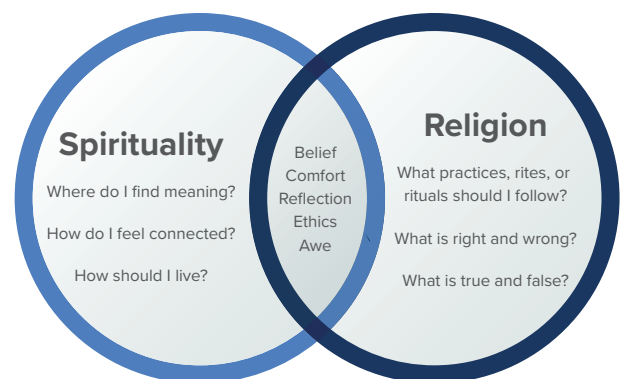 Spirituality
Where do I find meaning?
How do I feel connected?
How should I live?
Belief
Comfort
Reflection
Ethics
Awe
Religion
What practices, rites, or
rituals should I follow?
What is right and wrong?
What is true and false?